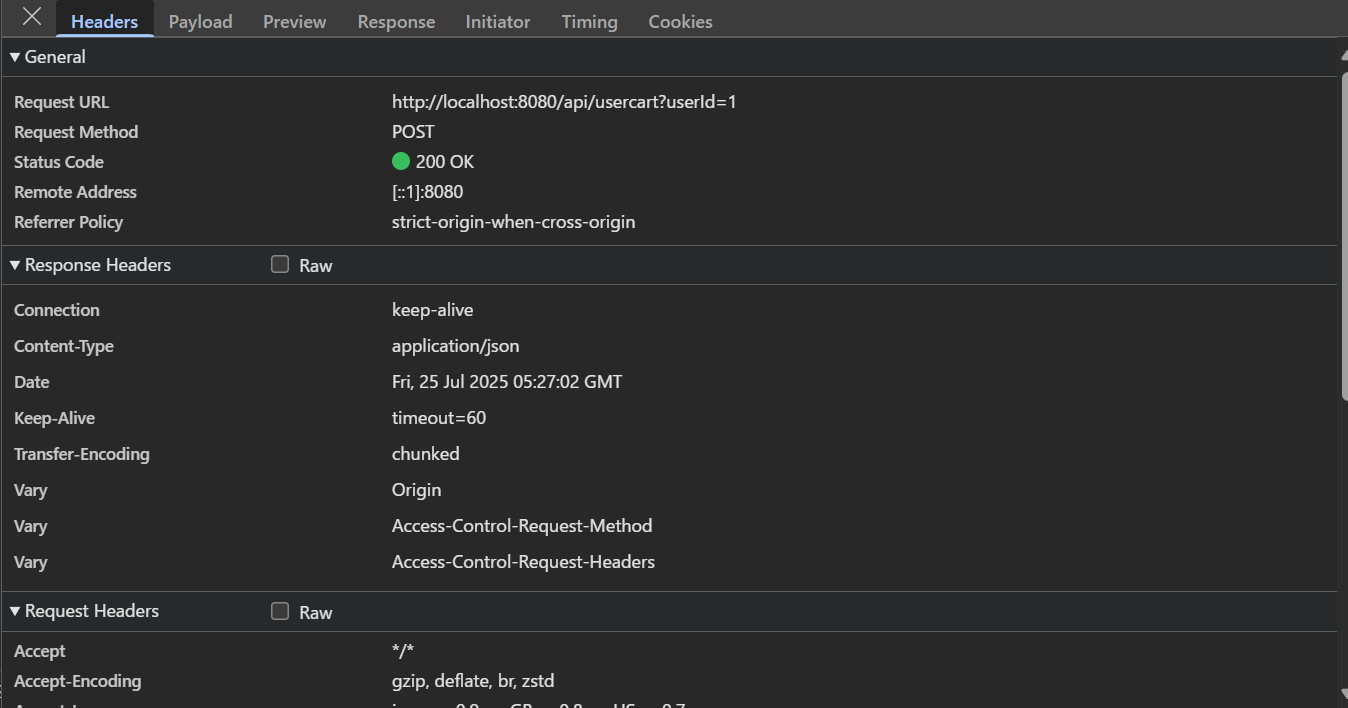 Headers Payload Preview Response Initiator Timing Cookies
General
Request URL http://localhost:8080/api/usercart?userId=1
Request Method POST
Status Code 200 OK
Remote Address [::1]:8080
Referrer Policy strict-origin-when-cross-origin
Response Headers Raw
Connection keep-alive
Content-Type application/json
Date Fri, 25 Jul 2025 05:27:02 GMT
Keep-Alive timeout=60
Transfer-Encoding chunked
Vary Origin
Vary Access-Control-Request-Method
Vary Access-Control-Request-Headers
Request Headers Raw
Accept */*
Accept-Encoding gzip, deflate, br, zstd